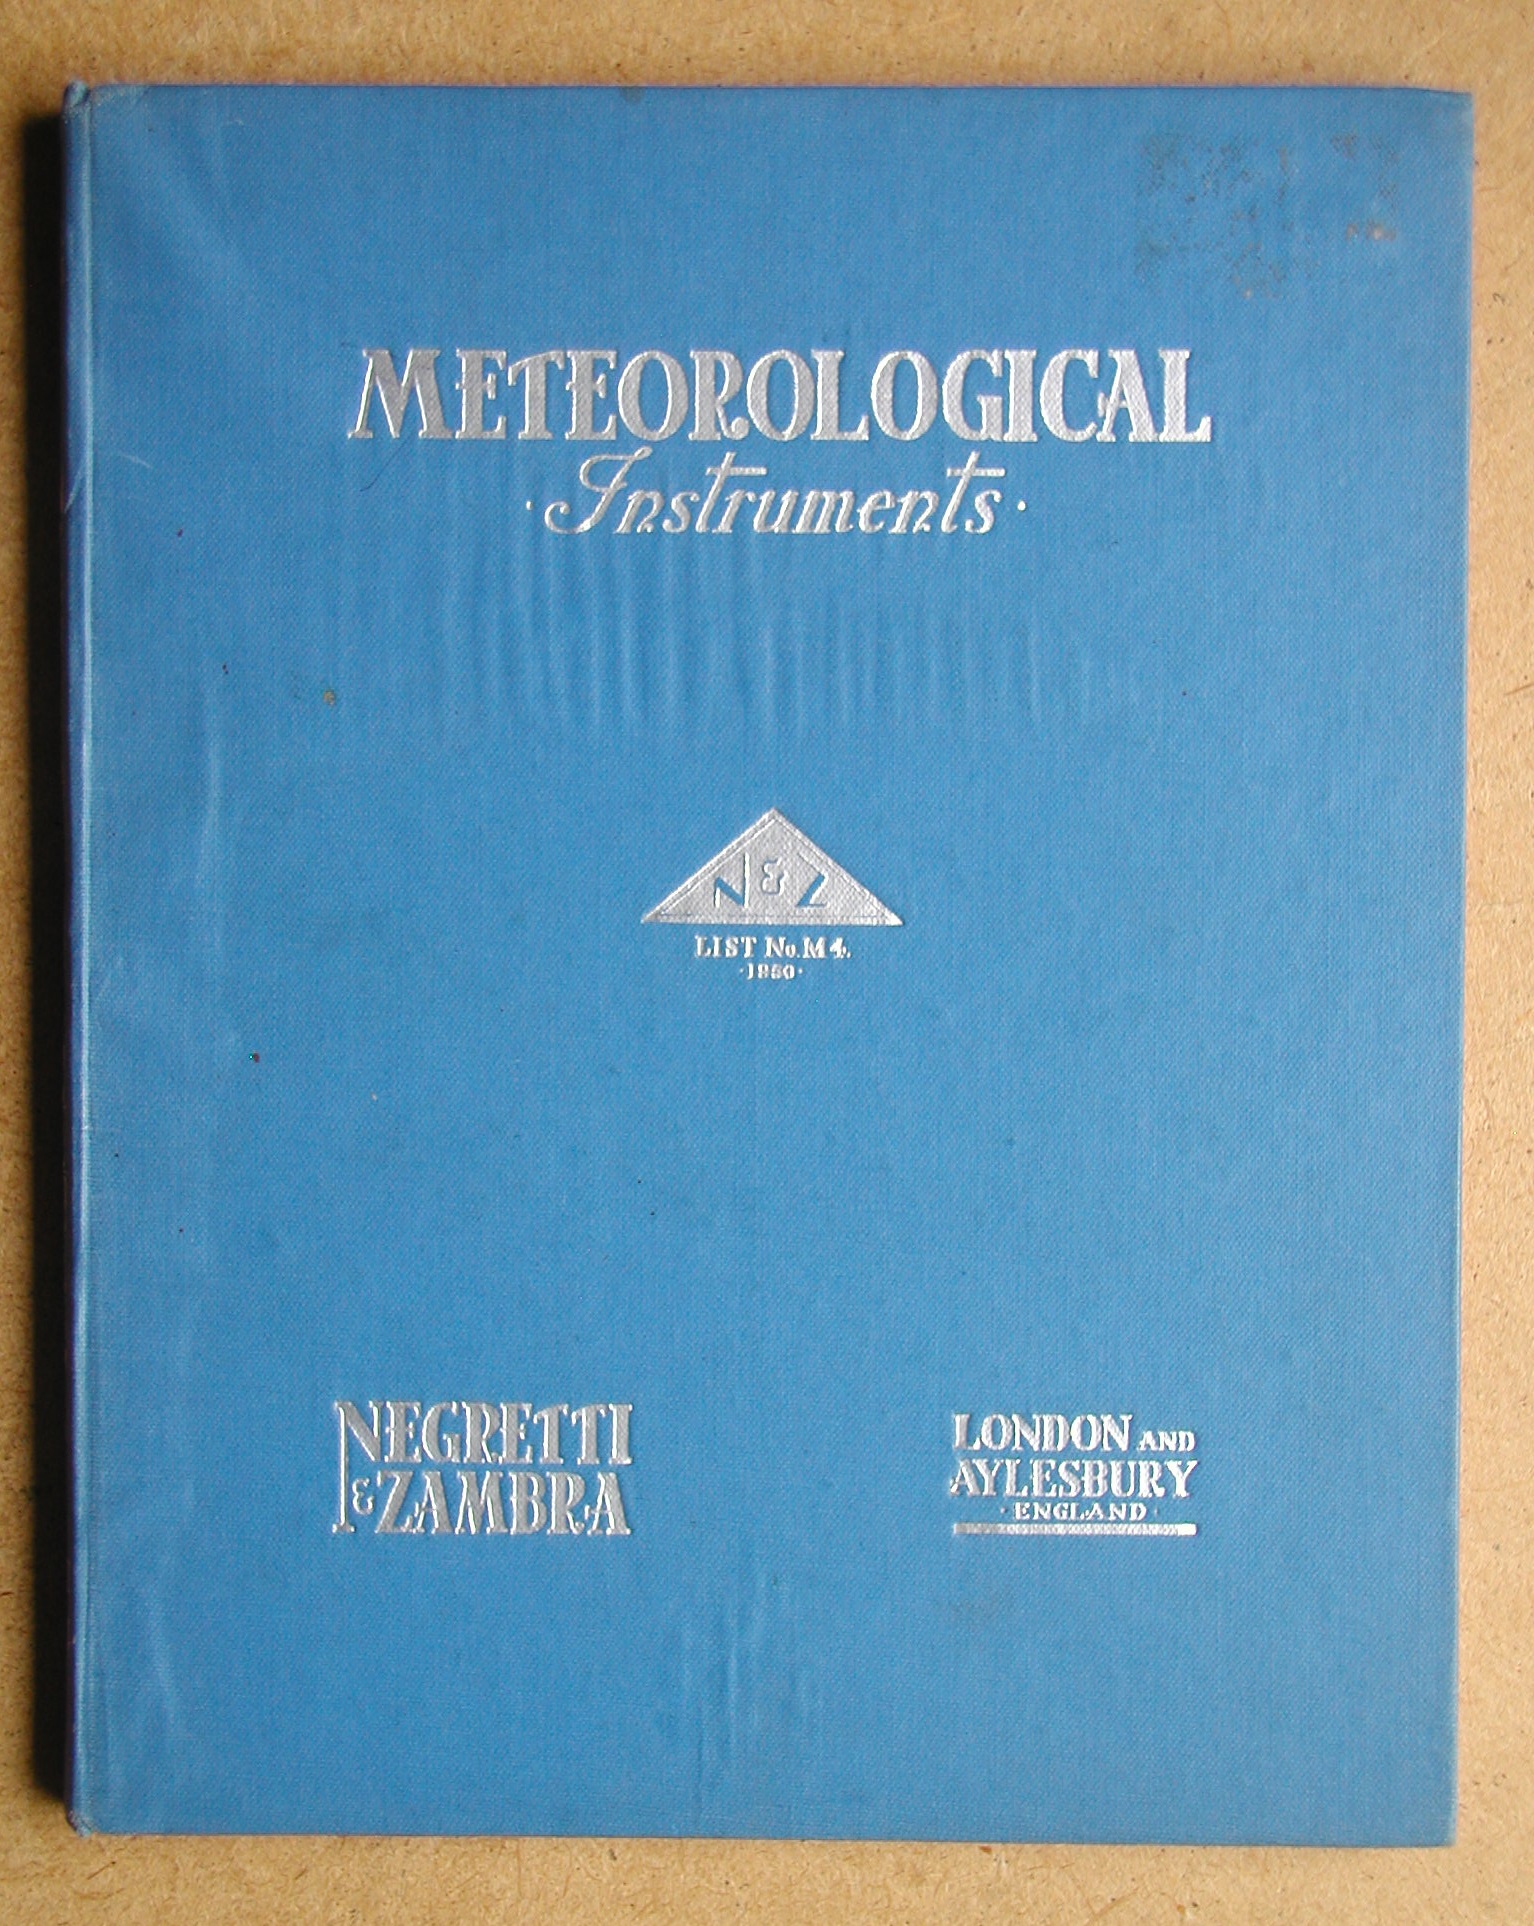 METEOROLOGICAL
· Instruments ·
N & Z
LIST No. M4.
·1950·
NEGRETTI
& ZAMBRA
LONDON AND
AYLESBURY
· ENGLAND ·